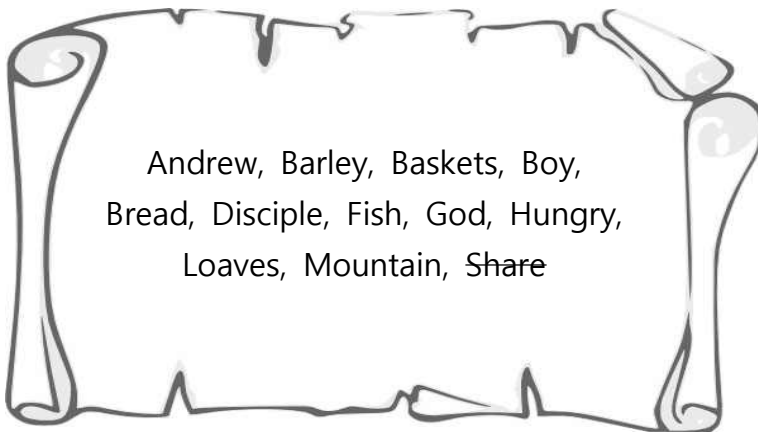 Andrew, Barley, Baskets, Boy,
Bread, Disciple, Fish, God, Hungry,
Loaves, Mountain, Share